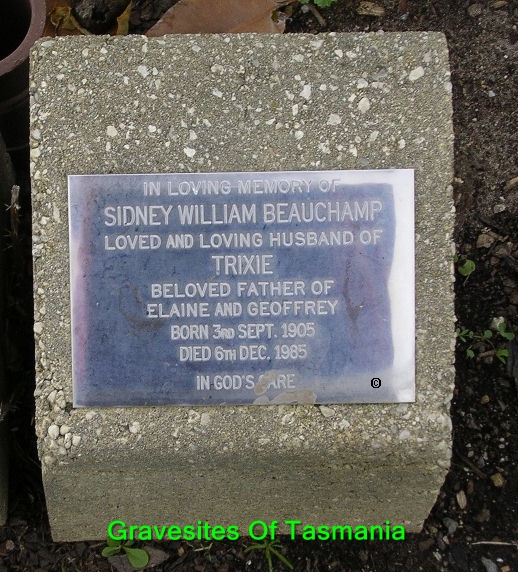 IN LOVING MEMORY OF
SIDNEY WILLIAM BEAUCHAMP
LOVED AND LOVING HUSBAND OF
TRIXIE
BELOVED FATHER OF
ELAINE AND GEOFFREY
BORN 3RD SEPT. 1905
DIED 6TH DEC. 1985
IN GOD'S CARE
©
Gravesites Of Tasmania